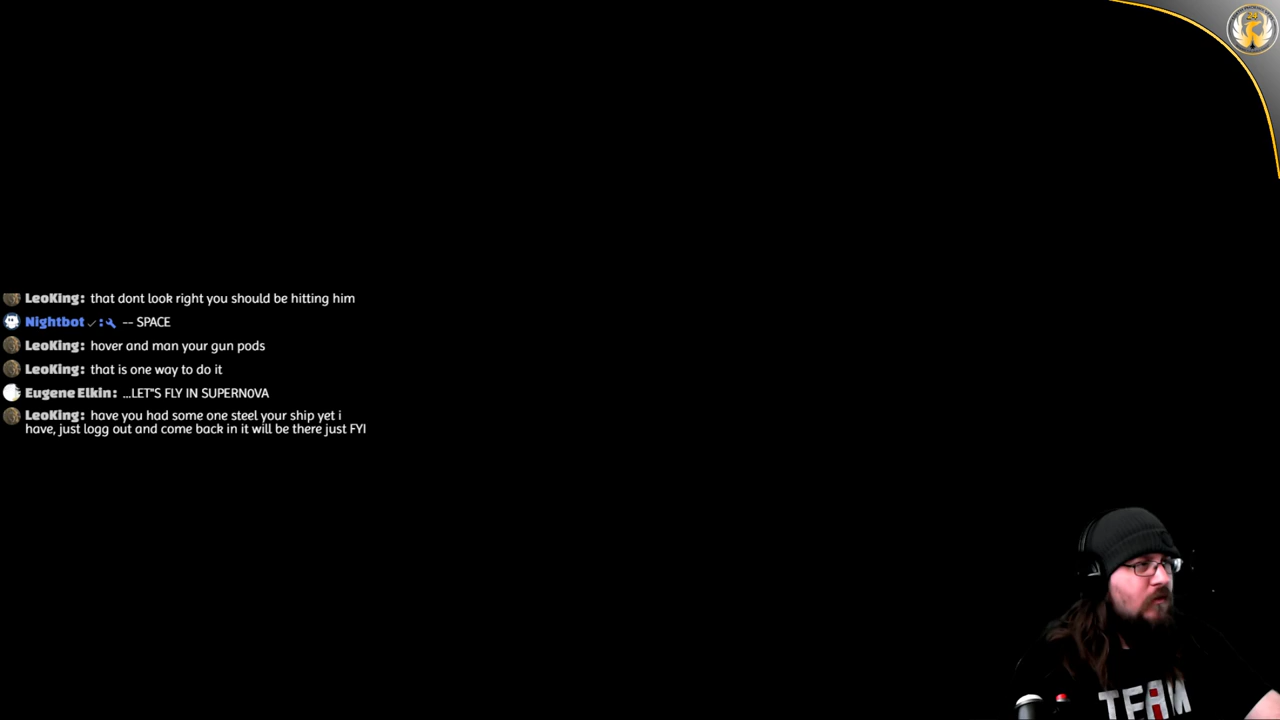 LeoKing: that dont look right you should be hitting him
Nightbot : -- SPACE
LeoKing: hover and man your gun pods
LeoKing: that is one way to do it
Eugene Elkin: ...LET"S FLY IN SUPERN0VA
LeoKing: have you had some one steel your ship yet i
have, just logg out and come back in it will be there just FYI
TEAM